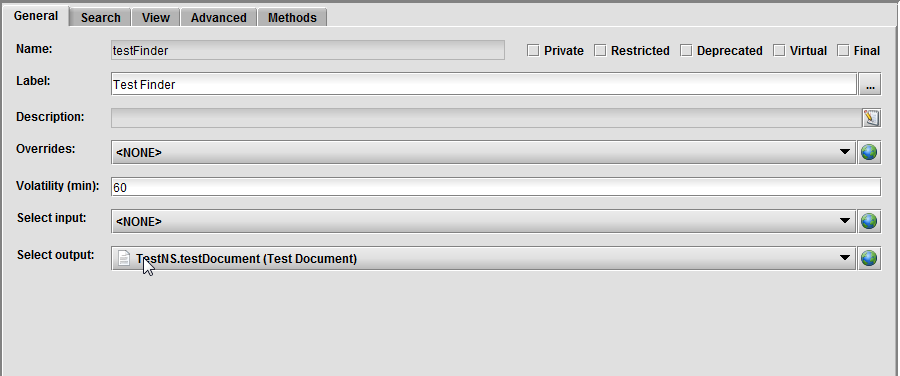 General Search View Advanced Methods
Name: testFinder Private Restricted Deprecated Virtual Final
Label: Test Finder ...
Description:
Overrides: <NONE>
Volatility (min): 60
Select input: <NONE>
Select output: TestNS.testDocument (Test Document)